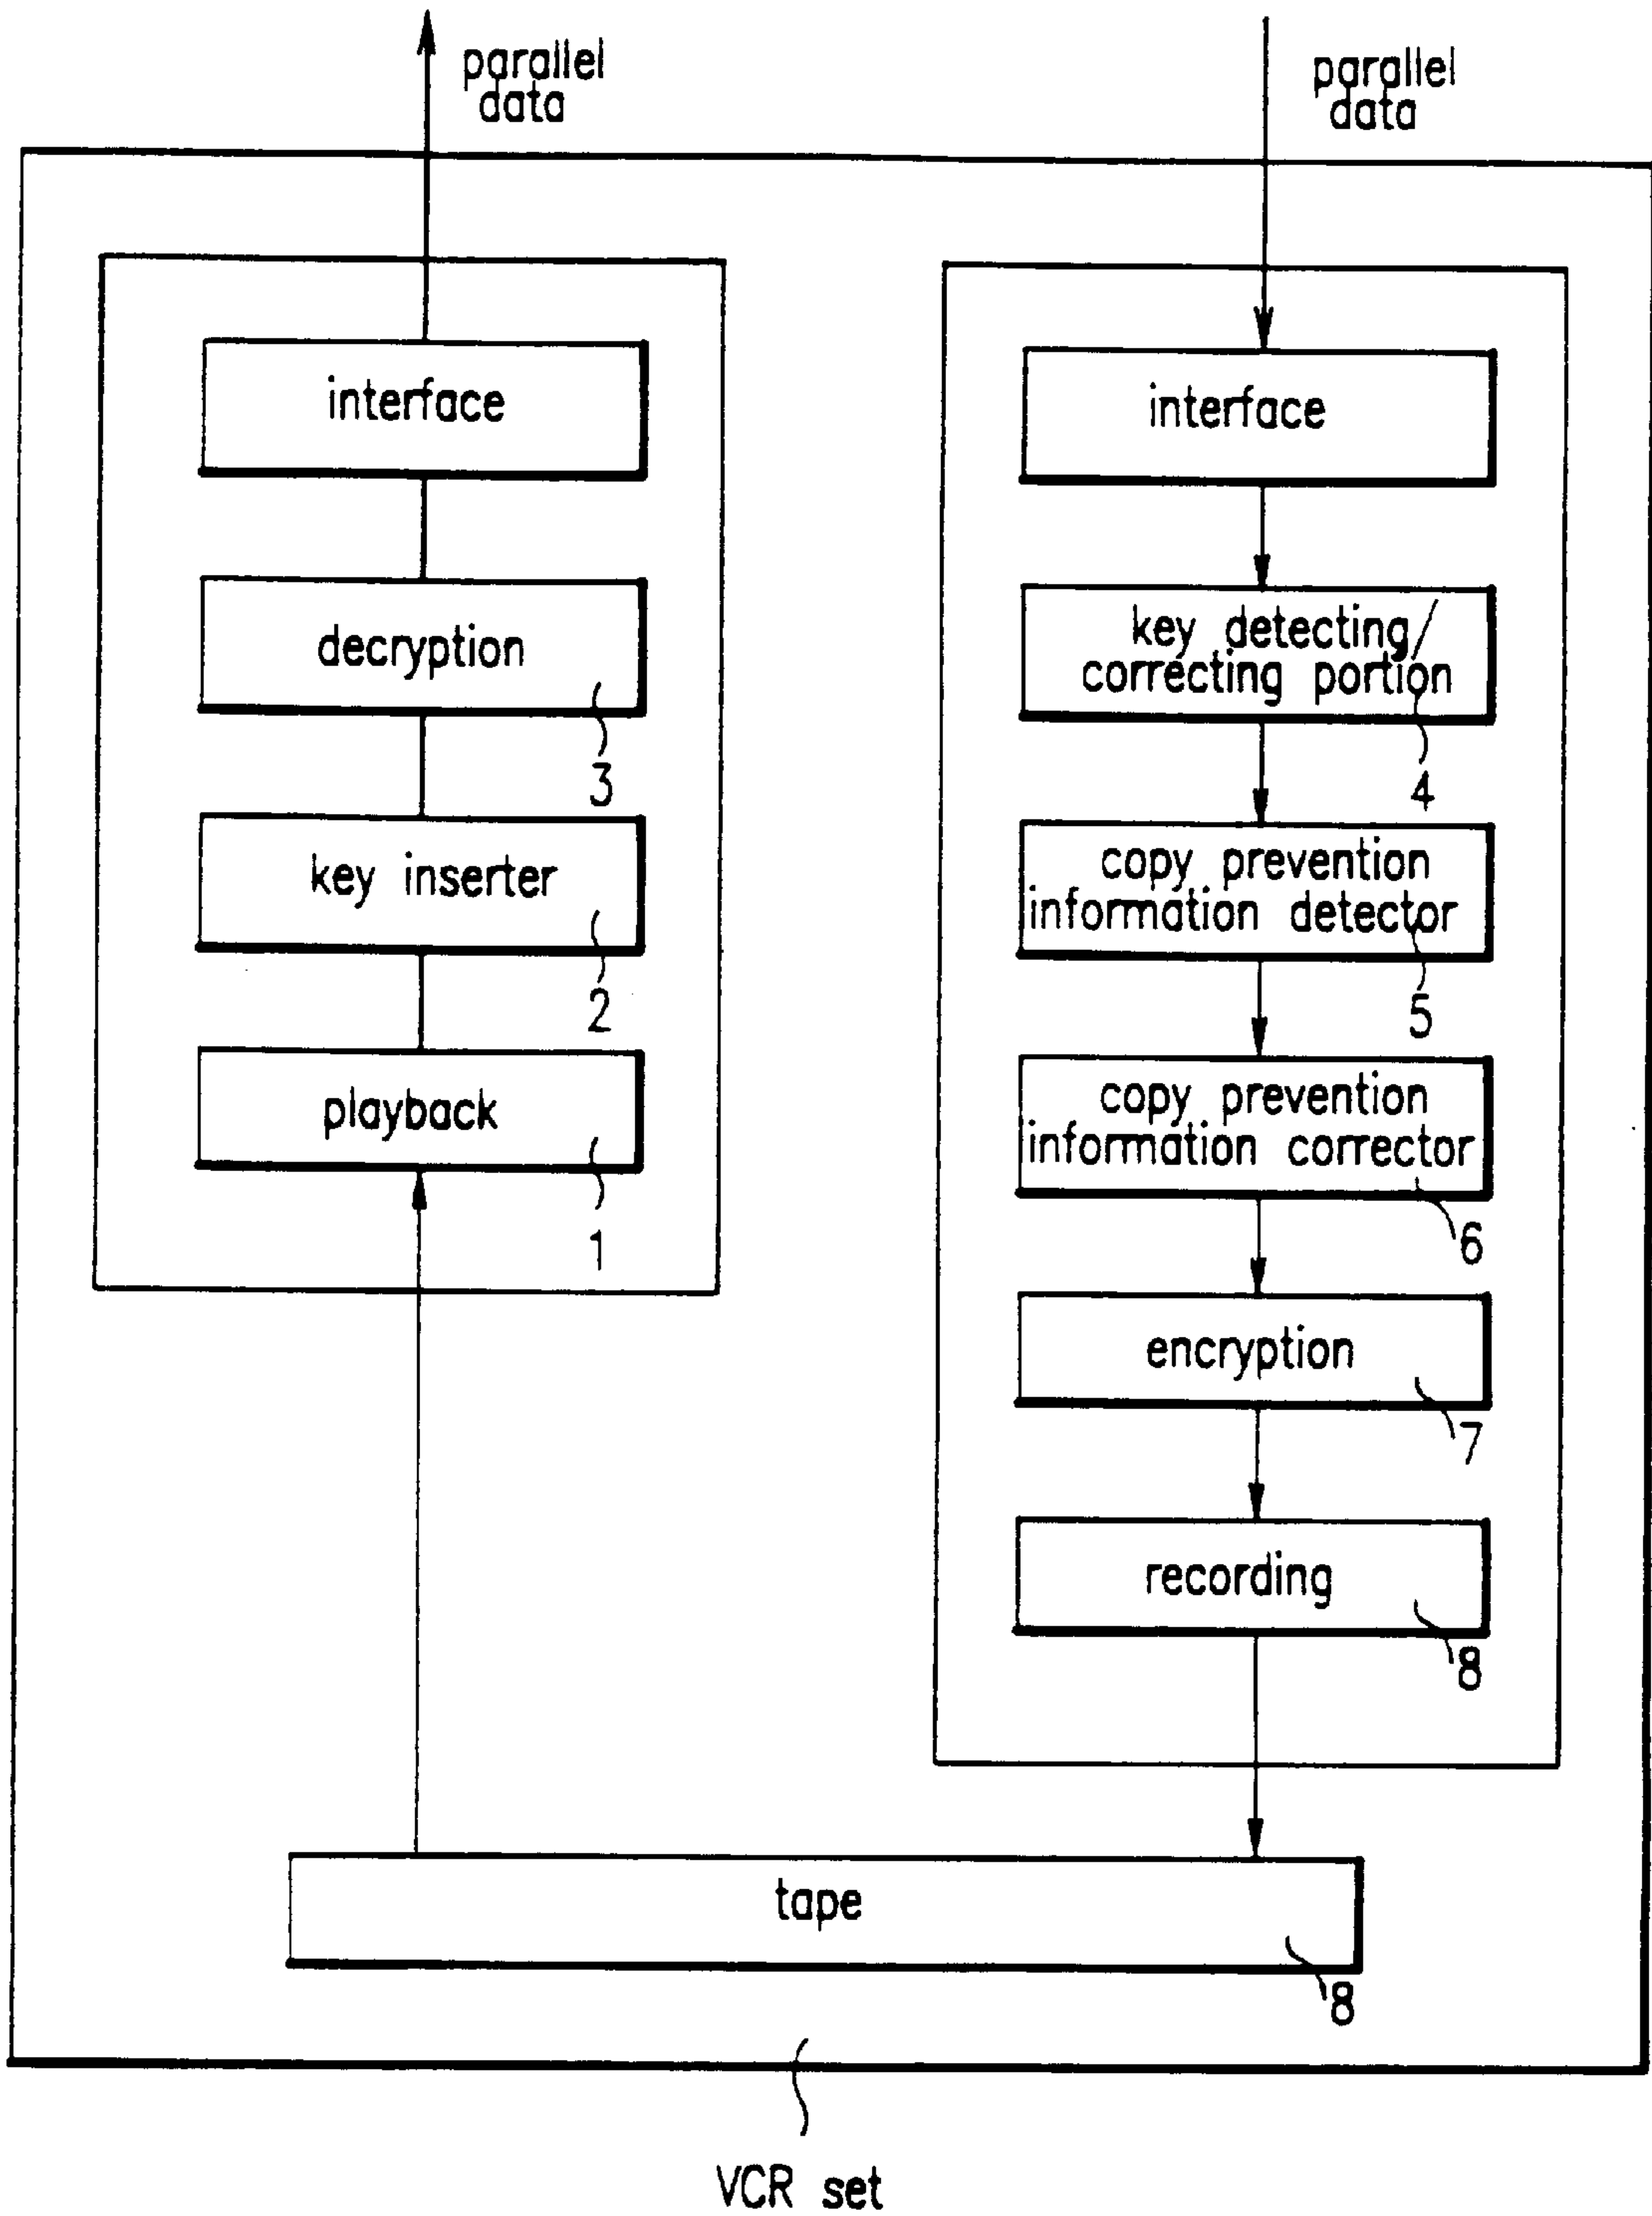 parallel
data
parallel
data
interface
decryption
3
key inserter
2
playback
1
interface
key detecting/
correcting portion
4
copy prevention
information detector
5
copy prevention
information corrector
6
encryption
7
recording
8
tape
8
VCR set